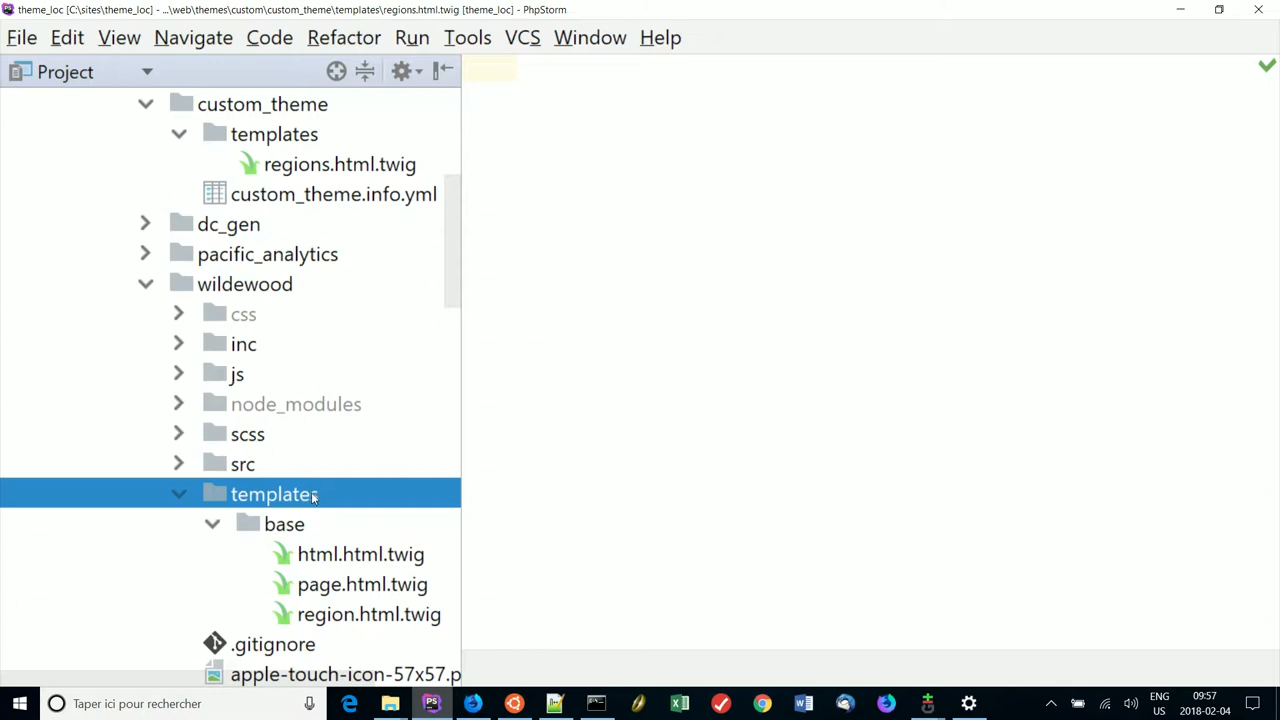 theme_loc [C:\sites\theme_loc] - ...\web\themes\custom\custom_theme\templates\regions.html.twig [theme_loc] - PhpStorm
File Edit View Navigate Code Refactor Run Tools VCS Window Help
Project
custom_theme
templates
regions.html.twig
custom_theme.info.yml
dc_gen
pacific_analytics
wildewood
css
inc
js
node_modules
scss
src
templates
base
html.html.twig
page.html.twig
region.html.twig
.gitignore
apple-touch-icon-57x57.p
Taper ici pour rechercher
ENG 09:57
US 2018-02-04